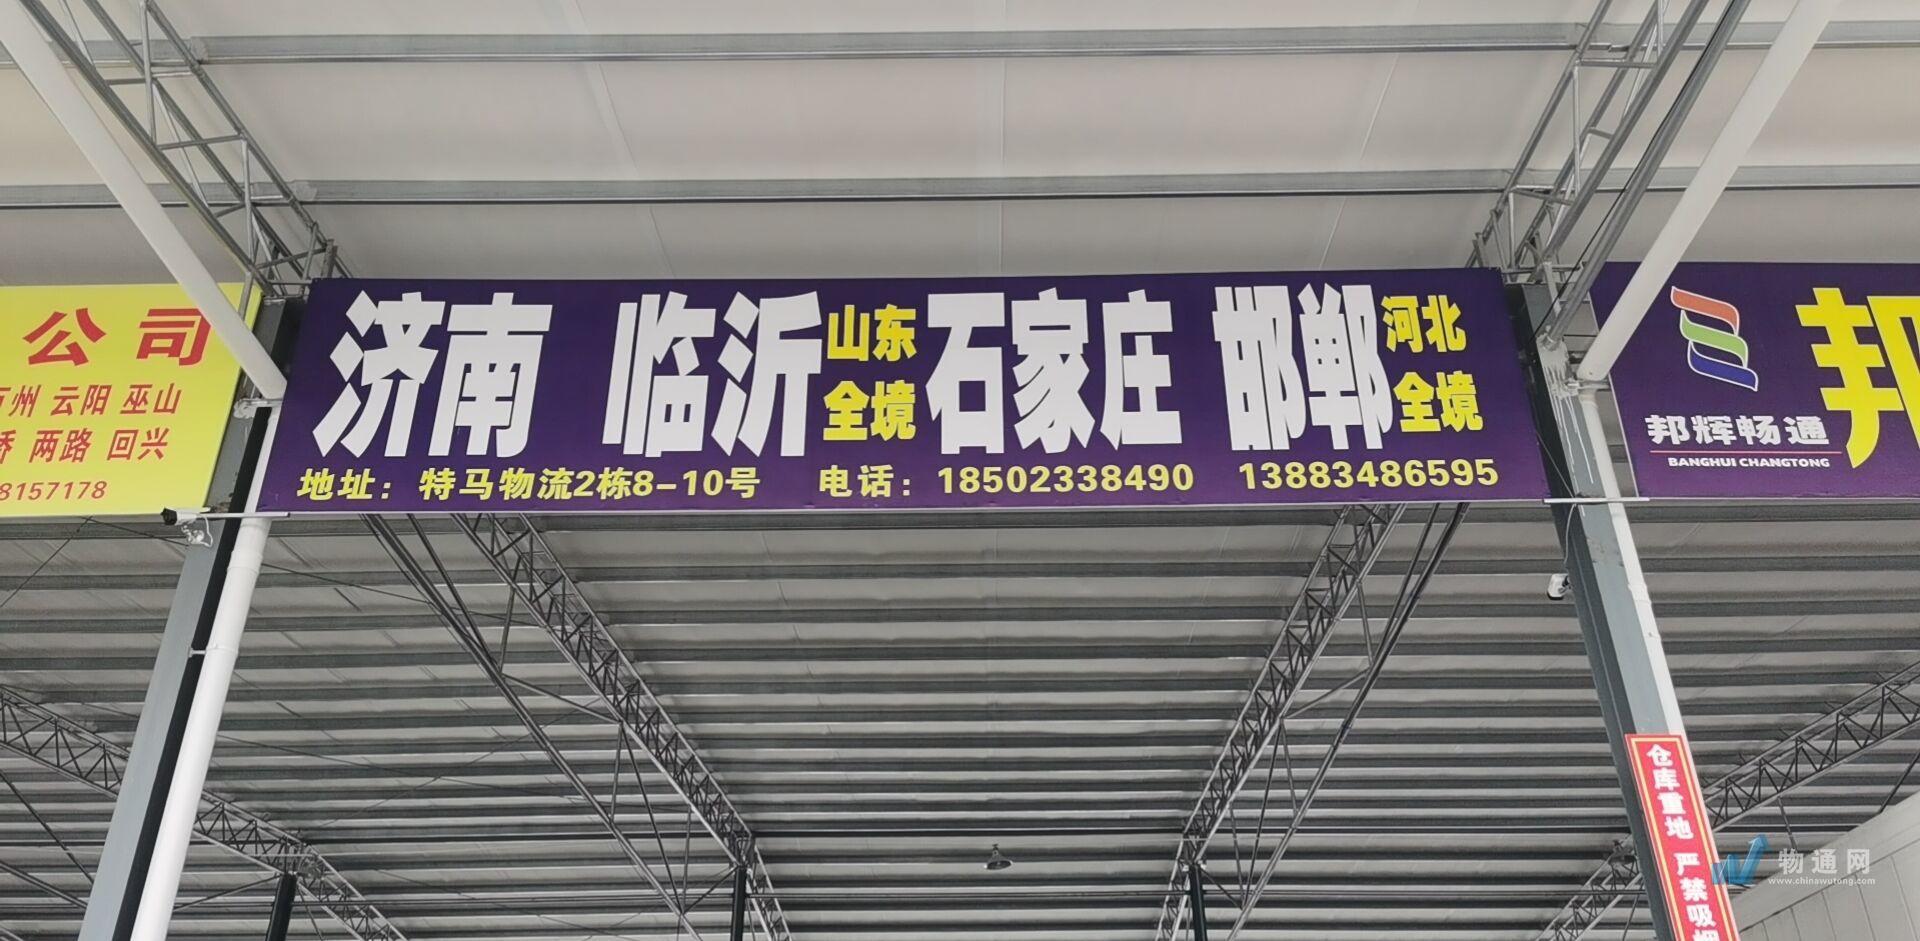 公司
万州 云阳 巫山
桥 两路 回兴
8157178
济南 临沂 山东全境 石家庄 邯郸 河北全境
地址：特马物流2栋8-10号 电话：18502338490 13883486595
邦
邦辉畅通
BANGHUI CHANGTONG
仓库重地 严禁吸烟
物通网
www.chinawutong.com